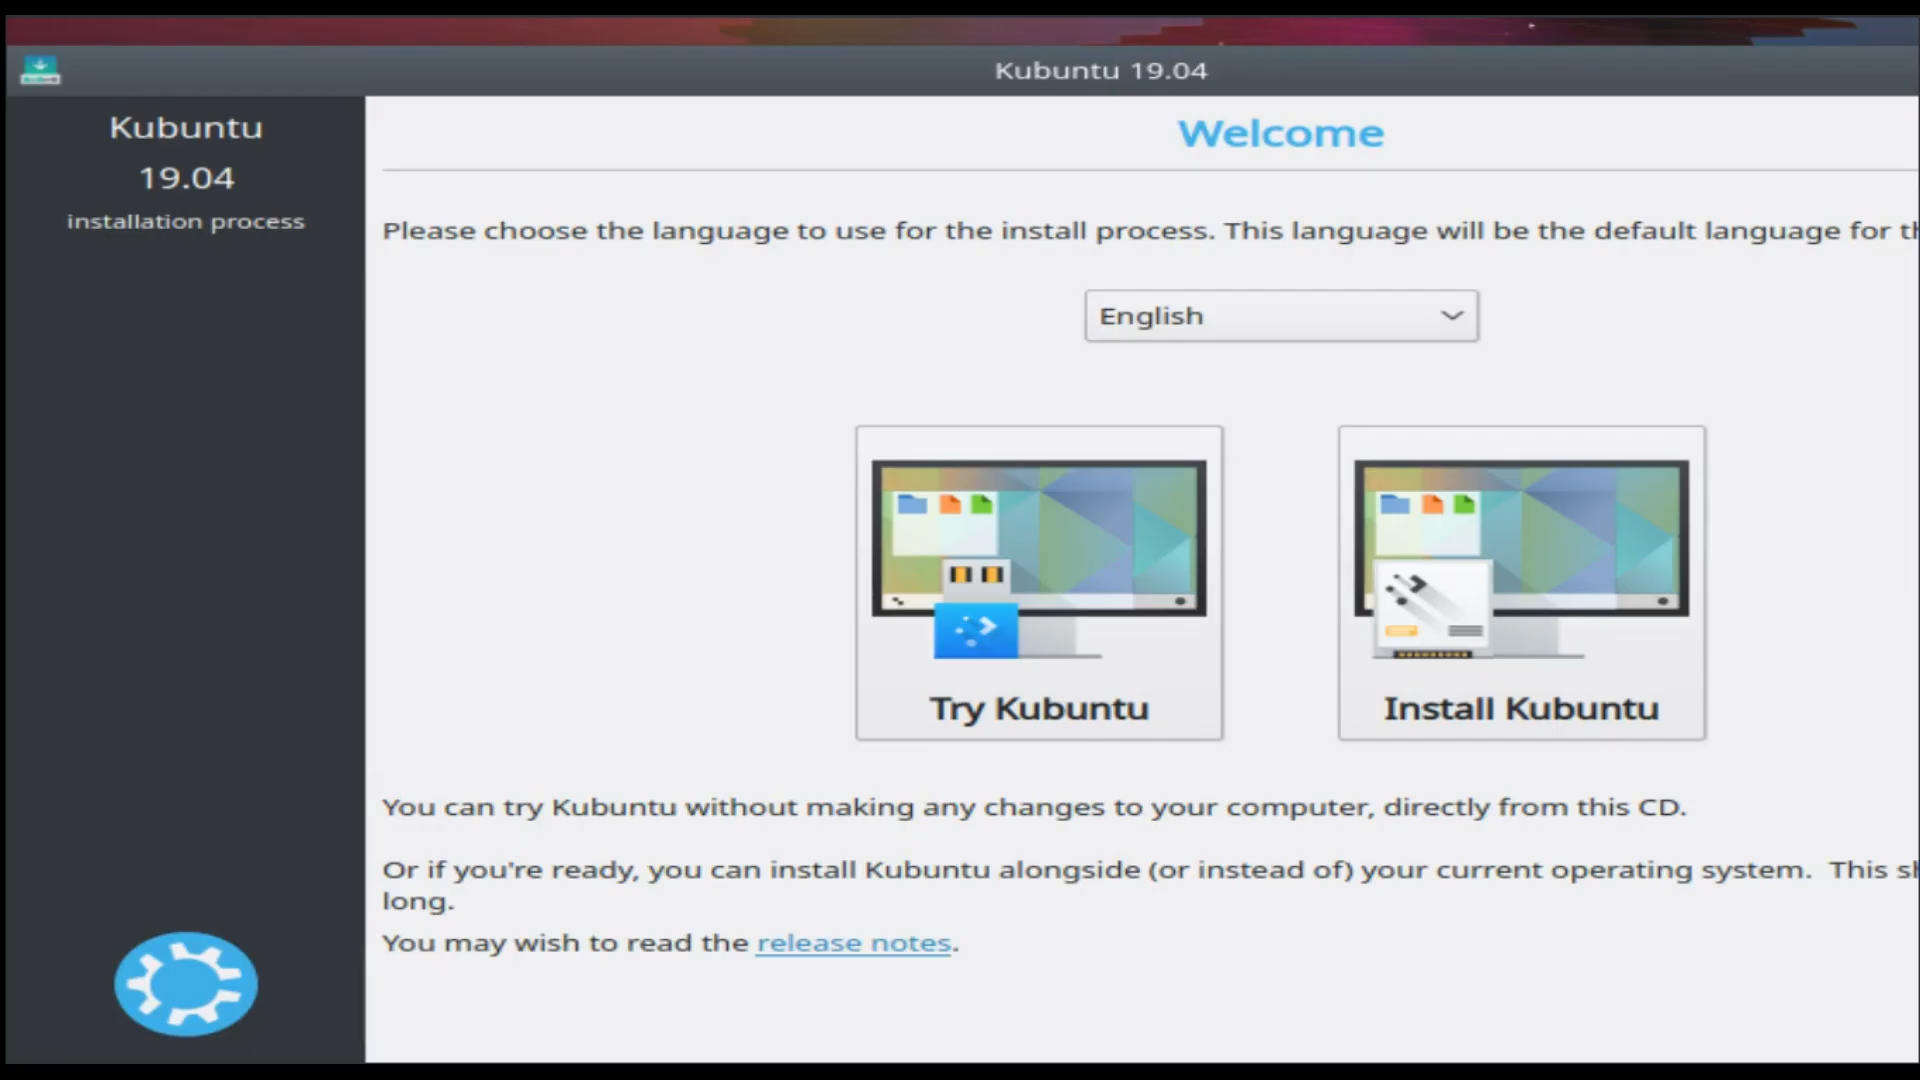 Kubuntu 19.04
Kubuntu
19.04
installation process
Welcome
Please choose the language to use for the install process. This language will be the default language for
English
Try Kubuntu
Install Kubuntu
You can try Kubuntu without making any changes to your computer, directly from this CD.
Or if you're ready, you can install Kubuntu alongside (or instead of) your current operating system. This
long.
You may wish to read the release notes.